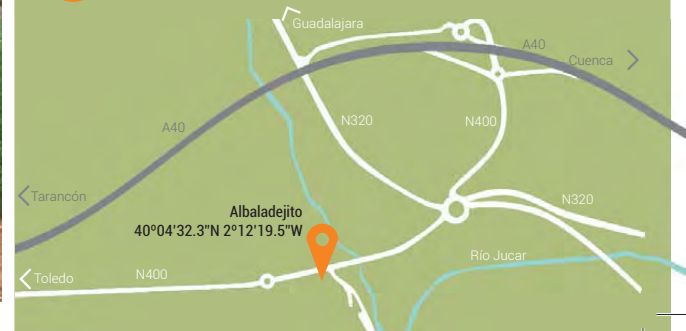 Guadalajara
A40
Cuenca
N320
N400
A40
Tarancón
N320
Albaladejito
40º04'32.3"N 2º12'19.5"W
Río Jucar
N400
Toledo